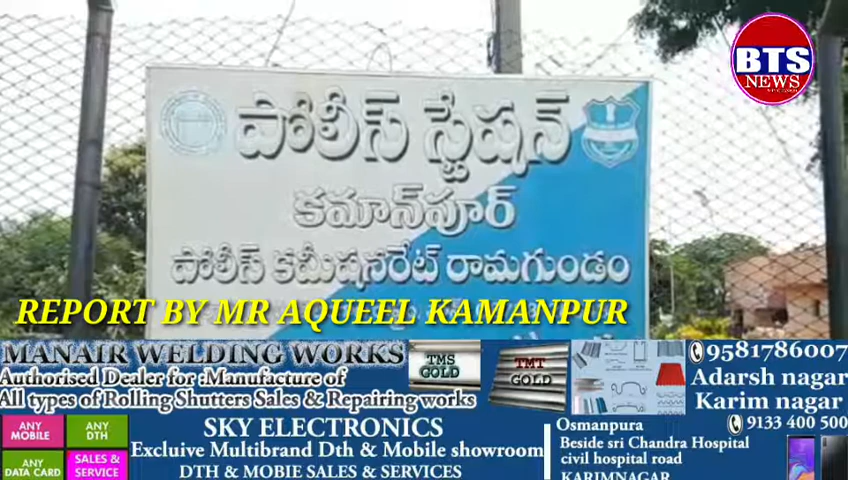 BTS
NEWS
పోలీస్ స్టేషన్
కమాన్‌పూర్
పోలీస్ కమీషనరేట్ రామగుండం
REPORT BY MR AQUEEL KAMANPUR
MANAIR WELDING WORKS
Authorised Dealer for :Manufacture of
All types of Rolling Shutters Sales & Repairing works
TMS
GOLD
TMT
GOLD
9581786007
Adarsh nagar
Karim nagar
9133 400 500
ANY
MOBILE
ANY
DTH
ANY
DATA CARD
SALES &
SERVICE
SKY ELECTRONICS
Excluive Multibrand Dth & Mobile showroom
DTH & MOBIE SALES & SERVICES
Osmanpura
Beside sri Chandra Hospital
civil hospital road
KARIMNAGAR